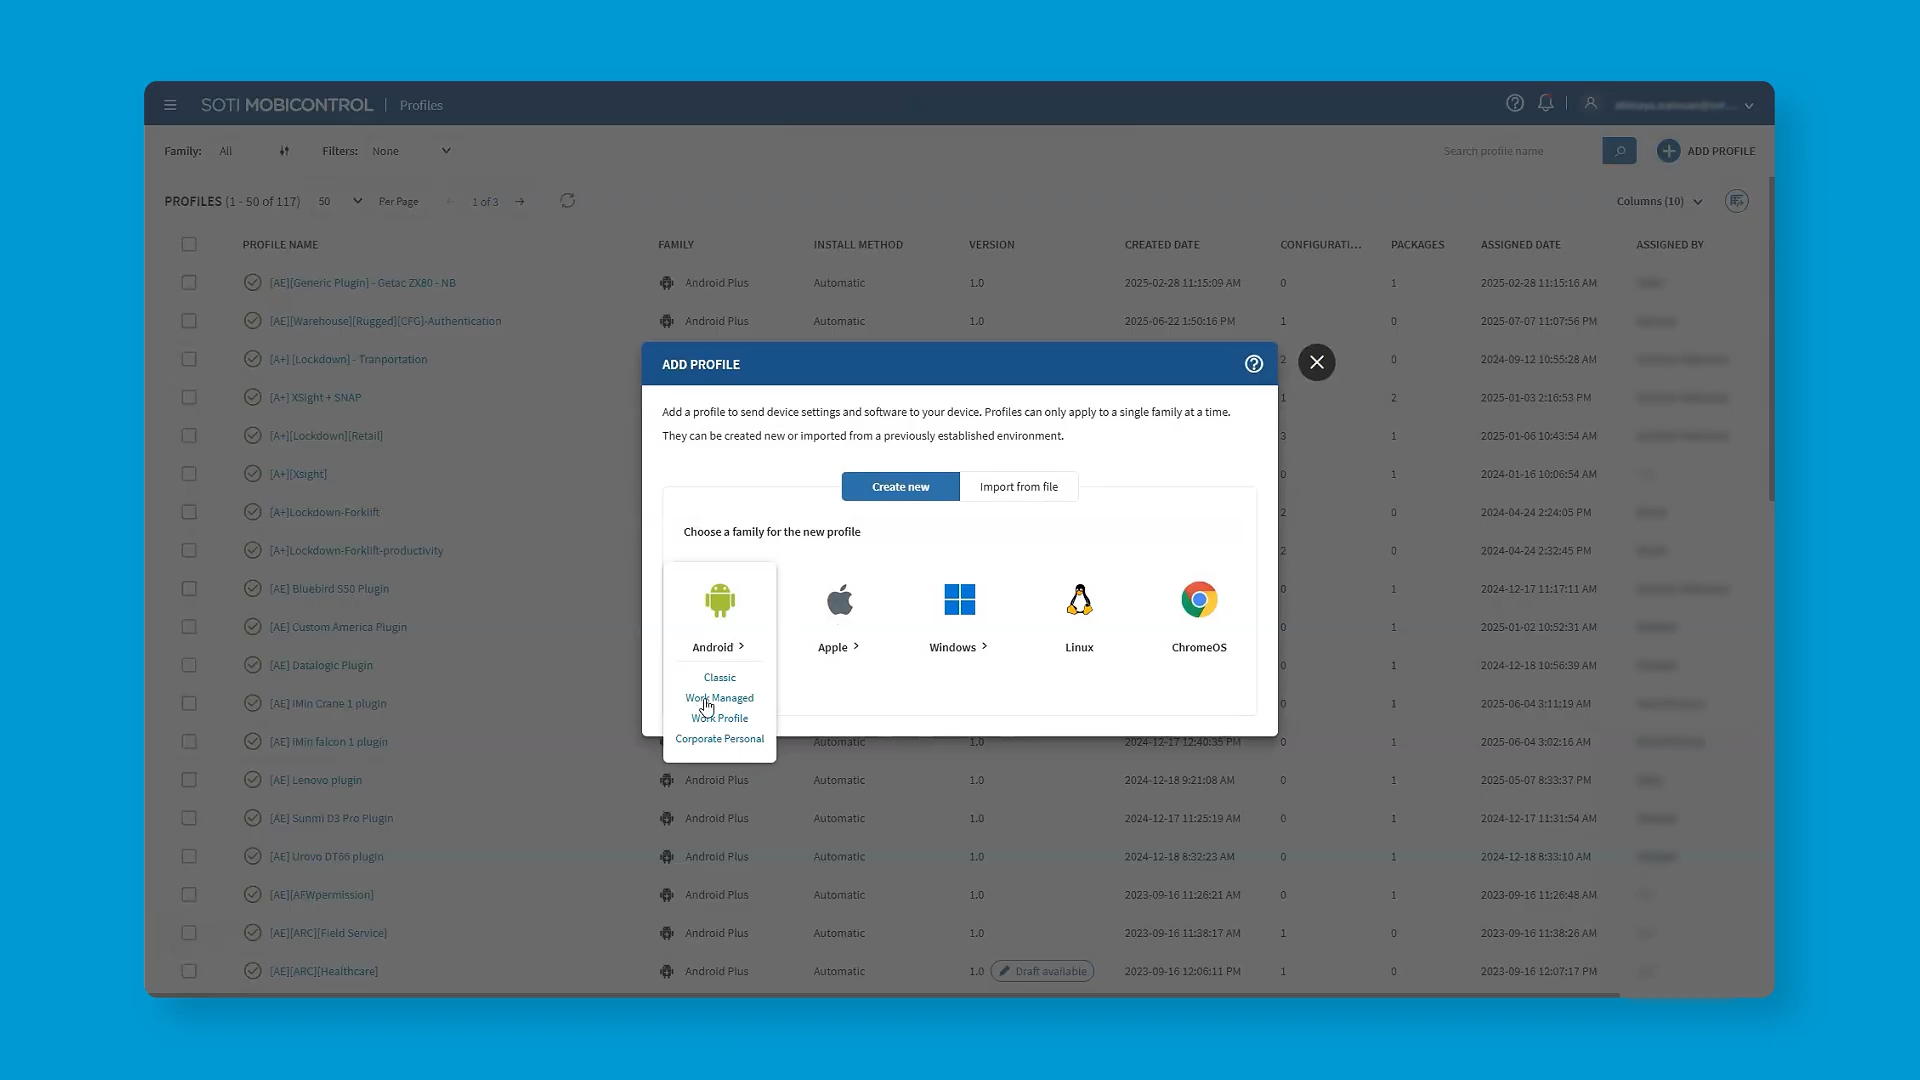 SOTI MOBICONTROL | Profiles
Family: All Filters: None Search profile name ADD PROFILE
PROFILES (1 - 50 of 117) 50 Per Page 1 of 3 Columns (10)
PROFILE NAME FAMILY INSTALL METHOD VERSION CREATED DATE CONFIGURATI... PACKAGES ASSIGNED DATE ASSIGNED BY
[AE][Generic Plugin] - Getac ZX80 - NB Android Plus Automatic 1.0 2025-02-28 11:15:09 AM 0 1 2025-02-28 11:15:16 AM
[AE][Warehouse][Rugged][CFG]-Authentication Android Plus Automatic 1.0 2025-06-22 1:50:16 PM 1 0 2025-07-07 11:07:56 PM
[A+] [Lockdown] - Tranportation 2 0 2024-09-12 10:55:28 AM
ADD PROFILE
Add a profile to send device settings and software to your device. Profiles can only apply to a single family at a time.
They can be created new or imported from a previously established environment.
Create new Import from file
Choose a family for the new profile
Android Apple Windows Linux ChromeOS
Classic
Work Managed
Work Profile
Corporate Personal
[A+] XSight + SNAP 1 2 2025-01-03 2:16:53 PM
[A+][Lockdown][Retail] 3 1 2025-01-06 10:43:54 AM
[A+][Xsight] 0 1 2024-01-16 10:06:54 AM
[A+]Lockdown-Forklift 2 0 2024-04-24 2:24:05 PM
[A+]Lockdown-Forklift-productivity 2 0 2024-04-24 2:32:45 PM
[AE] Bluebird S50 Plugin 0 1 2024-12-17 11:17:11 AM
[AE] Custom America Plugin 0 1 2025-01-02 10:52:31 AM
[AE] Datalogic Plugin 0 1 2024-12-18 10:56:39 AM
[AE] iMin Crane 1 plugin 0 1 2025-06-04 3:11:19 AM
[AE] iMin falcon 1 plugin Automatic 1.0 2024-12-17 12:40:35 PM 0 1 2025-06-04 3:02:16 AM
[AE] Lenovo plugin Android Plus Automatic 1.0 2024-12-18 9:21:08 AM 0 1 2025-05-07 8:33:37 PM
[AE] Sunmi D3 Pro Plugin Android Plus Automatic 1.0 2024-12-17 11:25:19 AM 0 1 2024-12-17 11:31:54 AM
[AE] Urovo DT66 plugin Android Plus Automatic 1.0 2024-12-18 8:32:23 AM 0 1 2024-12-18 8:33:10 AM
[AE][AFWpermission] Android Plus Automatic 1.0 2023-09-16 11:26:21 AM 0 1 2023-09-16 11:26:48 AM
[AE][ARC][Field Service] Android Plus Automatic 1.0 2023-09-16 11:38:17 AM 1 0 2023-09-16 11:38:26 AM
[AE][ARC][Healthcare] Android Plus Automatic 1.0 Draft available 2023-09-16 12:06:11 PM 1 0 2023-09-16 12:07:17 PM